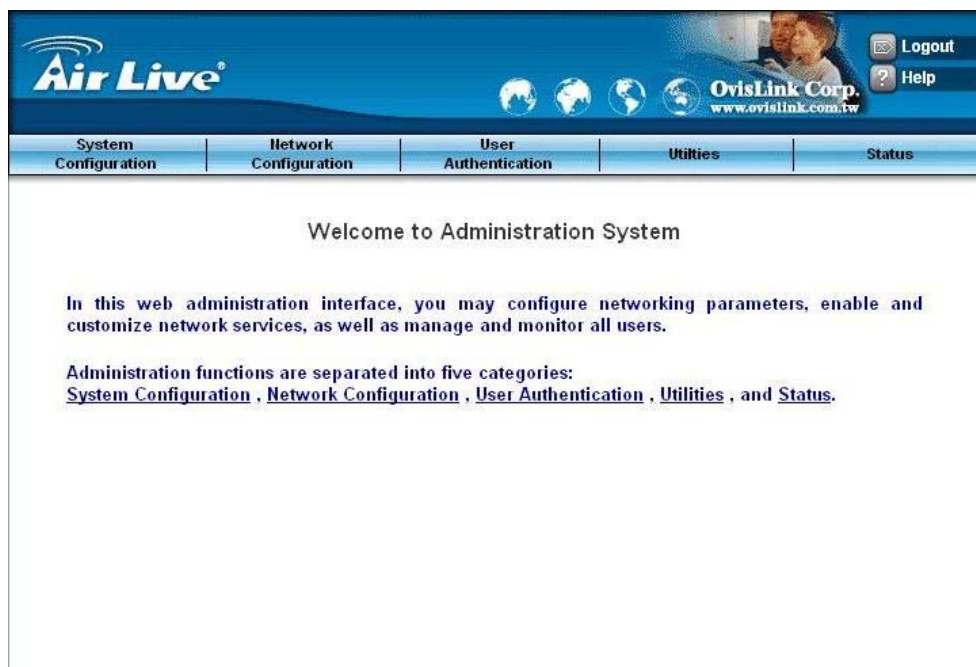 Air Live®
OvisLink Corp.
www.ovislink.com.tw
Logout
Help
System Configuration
Network Configuration
User Authentication
Utilties
Status
Welcome to Administration System
In this web administration interface, you may configure networking parameters, enable and
customize network services, as well as manage and monitor all users.
Administration functions are separated into five categories:
System Configuration , Network Configuration , User Authentication , Utilities , and Status.